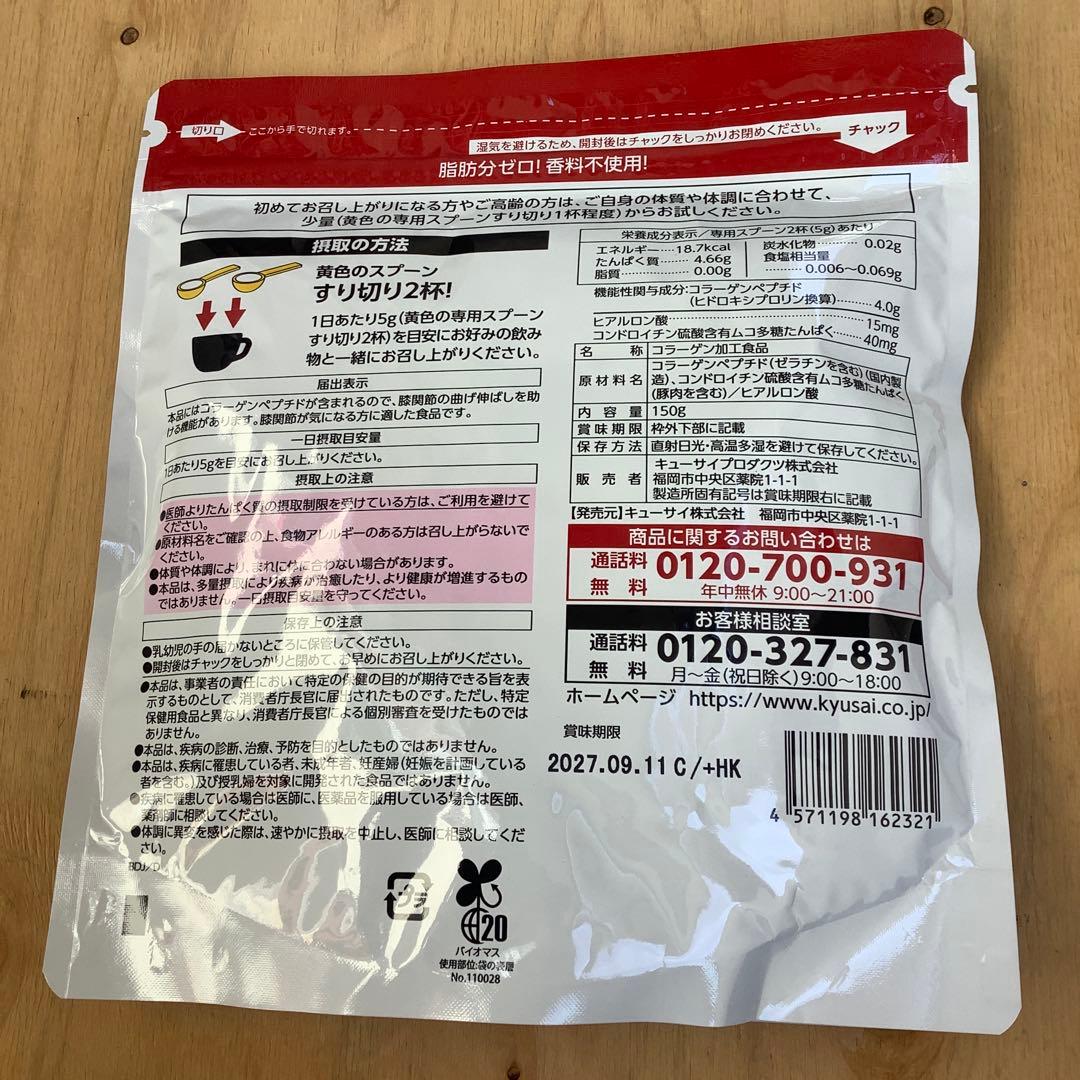 切り口
ここから手で切れます。
湿気を避けるため、開封後はチャックをしっかりお閉めください。
チャック
脂肪分ゼロ!香料不使用!
初めてお召し上がりになる方やご高齢の方は、ご自身の体質や体調に合わせて、
少量(黄色の専用スプーンすり切り1杯程度)からお試しください。
摂取の方法
黄色のスプーン
すり切り2杯!
1日あたり5g(黄色の専用スプーン
すり切り2杯)を目安にお好みの飲み
物と一緒にお召し上がりください。
届出表示
本品にはコラーゲンペプチドが含まれるので、膝関節の曲げ伸ばしを助
ける機能があります。膝関節が気になる方に適した食品です。
一日摂取目安量
1日あたり5gを目安にお召し上がりください。
摂取上の注意
●医師よりたんぱく質の摂取制限を受けている方は、ご利用を避けて
ください。
●原材料名をご確認の上、食物アレルギーのある方は召し上がらないで
ください。
●体質や体調により、まれに体に合わない場合があります。
●本品は、多量摂取により疾病が治癒したり、より健康が増進するもの
ではありません。一日摂取目安量を守ってください。
保存上の注意
●乳幼児の手の届かないところに保管してください。
●開封後はチャックをしっかりと閉めて、お早めにお召し上がりください。
●本品は、事業者の責任において特定の保健の目的が期待できる旨を表
示するものとして、消費者庁長官に届出されたものです。ただし、特定
保健用食品と異なり、消費者庁長官による個別審査を受けたものではあ
りません。
●本品は、疾病の診断、治療、予防を目的としたものではありません。
●本品は、疾病に罹患している者、未成年者、妊産婦(妊娠を計画している
者を含む。)及び授乳婦を対象に開発された食品ではありません。
●疾病に罹患している場合は医師に、医薬品を服用している場合は医師、
薬剤師に相談してください。
●体調に異変を感じた際は、速やかに摂取を中止し、医師に相談してくだ
さい。
BDJ/D
プラ
20
バイオマス
使用部位:袋の表層
No.110028
栄養成分表示/専用スプーン2杯(5g)あたり
エネルギー……18.7kcal
たんぱく質……4.66g
脂質……0.00g
炭水化物……0.02g
食塩相当量
……0.006〜0.069g
機能性関与成分:コラーゲンペプチド
(ヒドロキシプロリン換算)……4.0g
ヒアルロン酸……15mg
コンドロイチン硫酸含有ムコ多糖たんぱく……40mg
名称 コラーゲン加工食品
原材料名 コラーゲンペプチド(ゼラチンを含む)(国内製
造)、コンドロイチン硫酸含有ムコ多糖たんぱく
(豚肉を含む)/ヒアルロン酸
内容量 150g
賞味期限 枠外下部に記載
保存方法 直射日光・高温多湿を避けて保存してください。
販売者 キューサイプロダクツ株式会社
福岡市中央区薬院1-1-1
製造所固有記号は賞味期限右に記載
【発売元】キューサイ株式会社 福岡市中央区薬院1-1-1
商品に関するお問い合わせは
通話料無料 0120-700-931
年中無休 9:00〜21:00
お客様相談室
通話料無料 0120-327-831
月〜金(祝日除く)9:00〜18:00
ホームページ https://www.kyusai.co.jp/
賞味期限
2027.09.11 C/+HK
4 571198 162321